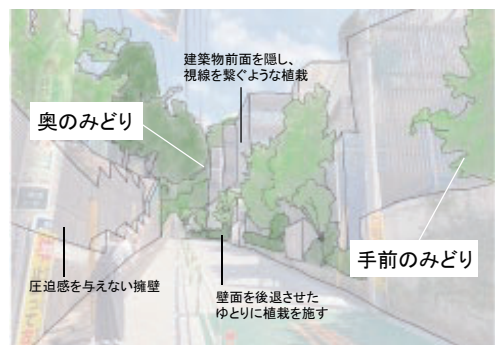 建築物前面を隠し、
視線を繋ぐような植栽
奥のみどり
手前のみどり
圧迫感を与えない擁壁
壁面を後退させた
ゆとりに植栽を施す